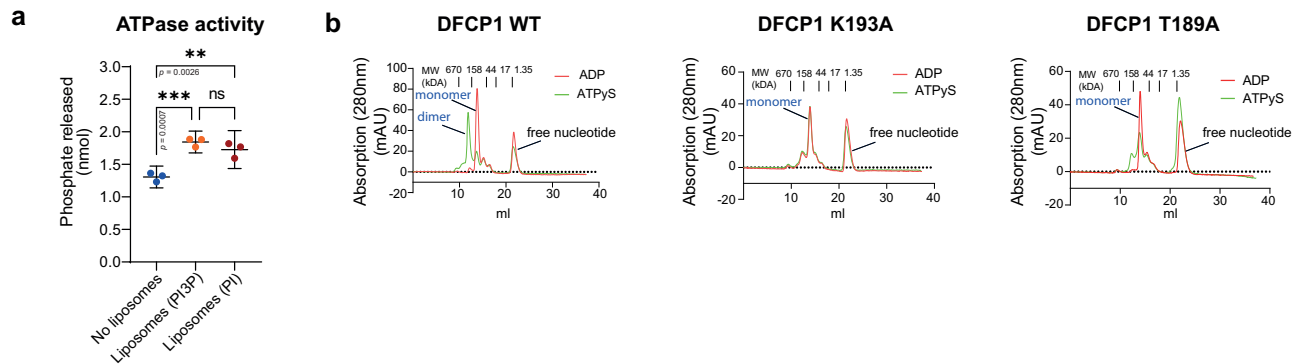 a
ATPase activity
**
p = 0.0026
***
ns
p = 0.0007
3.0
2.5
2.0
1.5
1.0
0.5
0.0
Phosphate released
(nmol)
No liposomes
Liposomes (PI3P)
Liposomes (PI)
b
DFCP1 WT
MW
(kDA)
670 158 44 17 1.35
ADP
ATPyS
monomer
dimer
free nucleotide
100
80
60
40
20
0
-20
0 10 20 30 40
Absorption (280nm)
(mAU)
ml
DFCP1 K193A
MW
(kDA)
670 158 44 17 1.35
ADP
ATPyS
monomer
free nucleotide
60
40
20
0
-20
0 10 20 30 40
Absorption (280nm)
(mAU)
ml
DFCP1 T189A
MW
(kDA)
670 158 44 17 1.35
ADP
ATPyS
monomer
free nucleotide
60
40
20
0
-20
0 10 20 30 40
Absorption (280nm)
(mAU)
ml